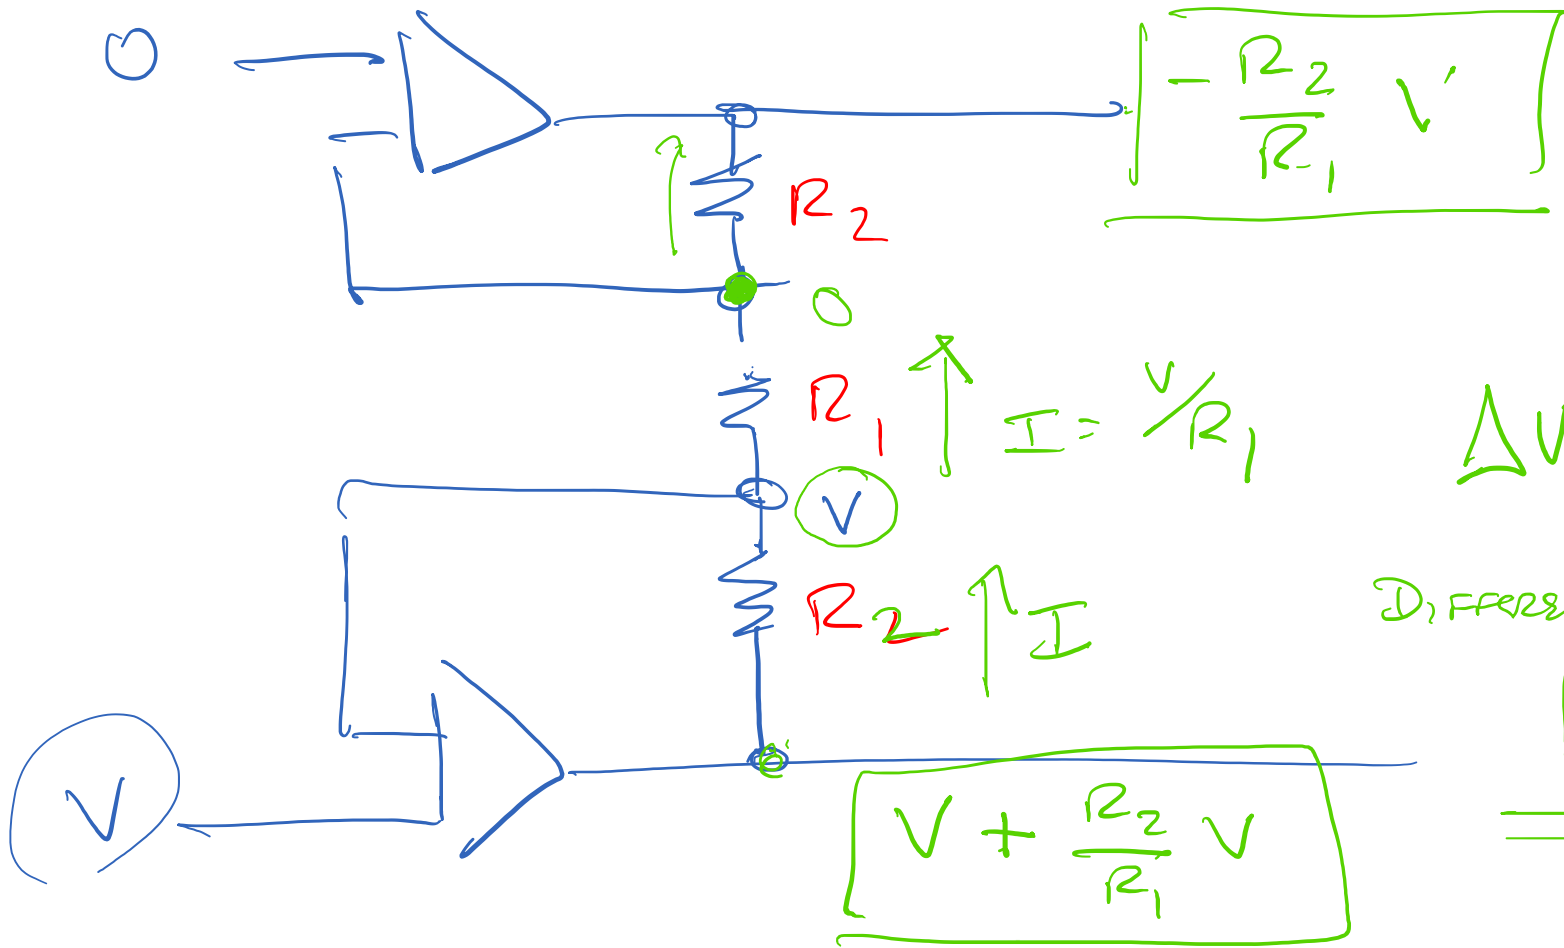 0
- R2/R1 V
R2
0
R1
I = V/R1
ΔV
V
R2
I
DIFFERE
V
V + R2/R1 V
=